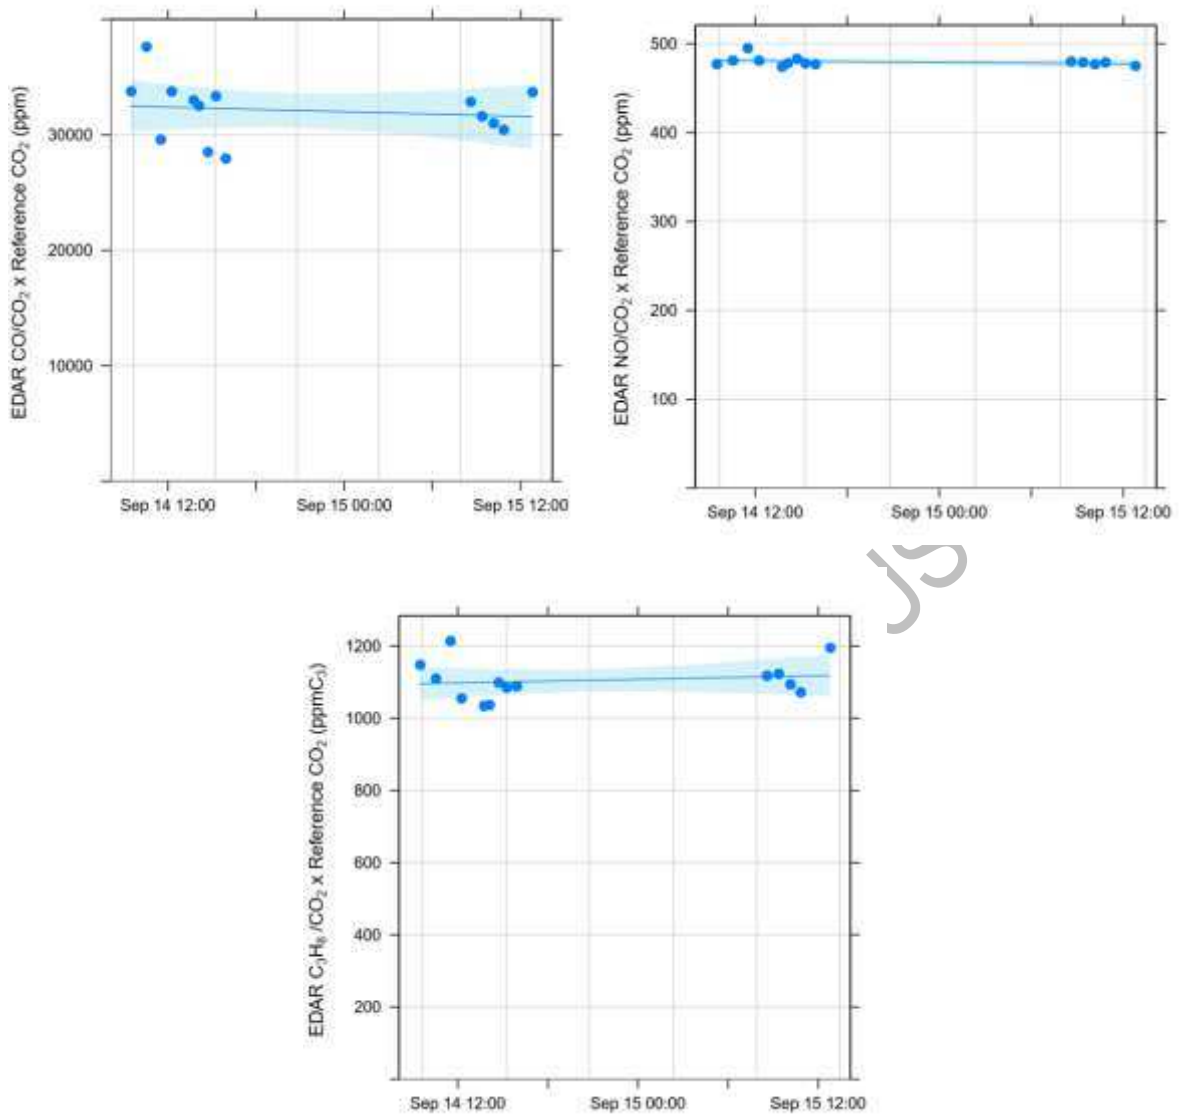 EDAR CO/CO₂ x Reference CO₂ (ppm)
30000
20000
10000
Sep 14 12:00 Sep 15 00:00 Sep 15 12:00
EDAR NO/CO₂ x Reference CO₂ (ppm)
500
400
300
200
100
Sep 14 12:00 Sep 15 00:00 Sep 15 12:00
EDAR C₃H₈ /CO₂ x Reference CO₂ (ppmC₃)
1200
1000
800
600
400
200
Sep 14 12:00 Sep 15 00:00 Sep 15 12:00